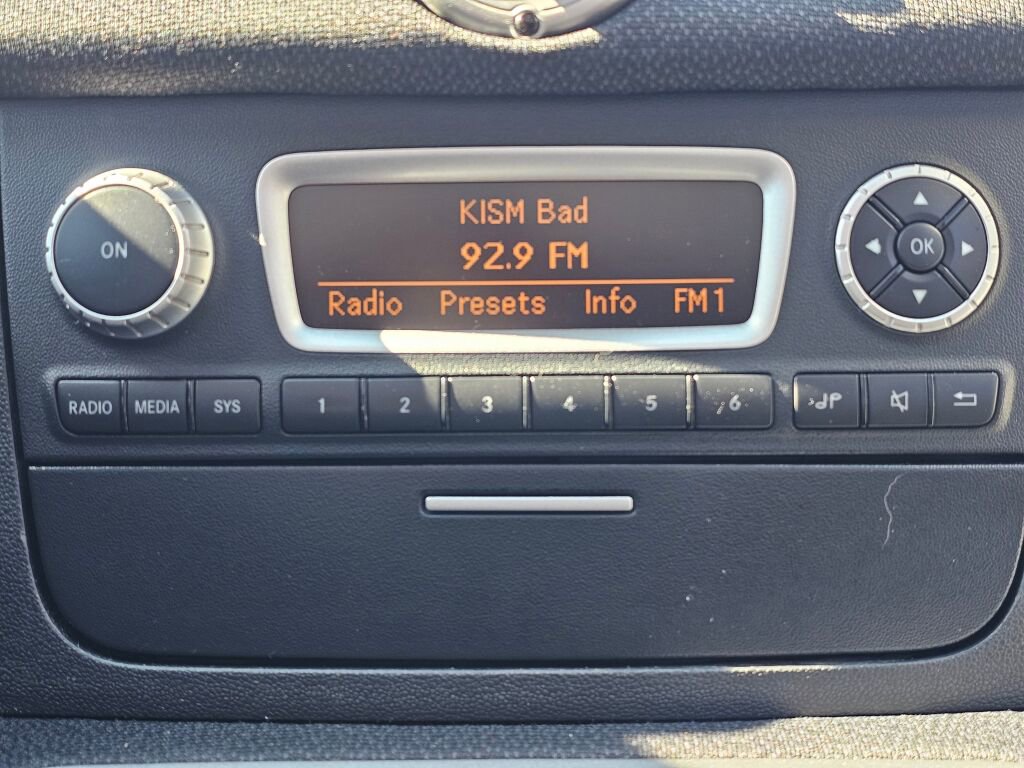 KISM Bad
92.9 FM
Radio Presets Info FM1
ON
OK
RADIO MEDIA SYS 1 2 3 4 5 6